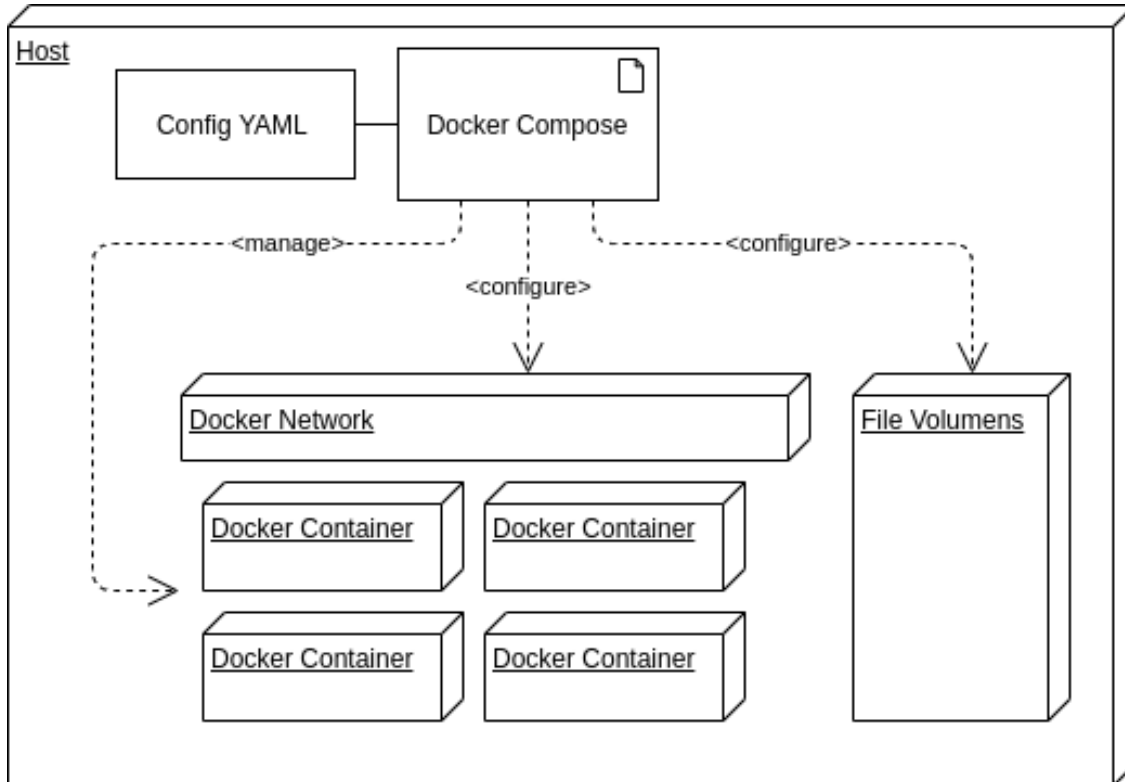 Host
Config YAML
Docker Compose
<manage>
<configure>
<configure>
Docker Network
File Volumens
Docker Container
Docker Container
Docker Container
Docker Container